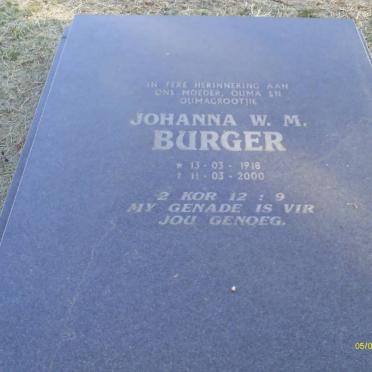 IN TERE HERINNERING AAN
ONS MOEDER, OUMA EN
OUMAGROOTJIE
JOHANNA W. M.
BURGER
* 13-03-1918
† 11-03-2000
2 KOR 12 : 9
MY GENADE IS VIR
JOU GENOEG.
05/0